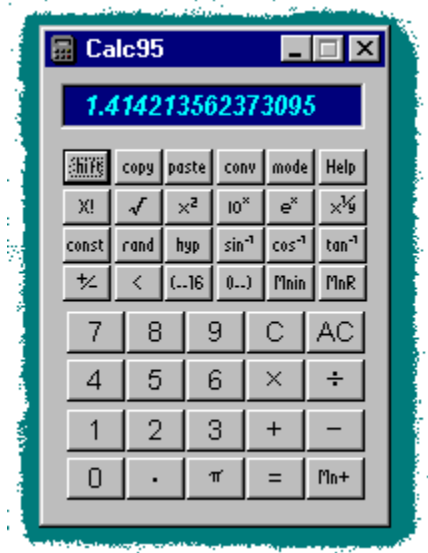 Calc95
1.414213562373095
Shift copy paste conv mode Help
X! √ x² 10ˣ eˣ x^⅟y
const rand hyp sin⁻¹ cos⁻¹ tan⁻¹
+/− < (..16 0..) Mnin MnR
7 8 9 C AC
4 5 6 × ÷
1 2 3 + −
0 . π = Mn+